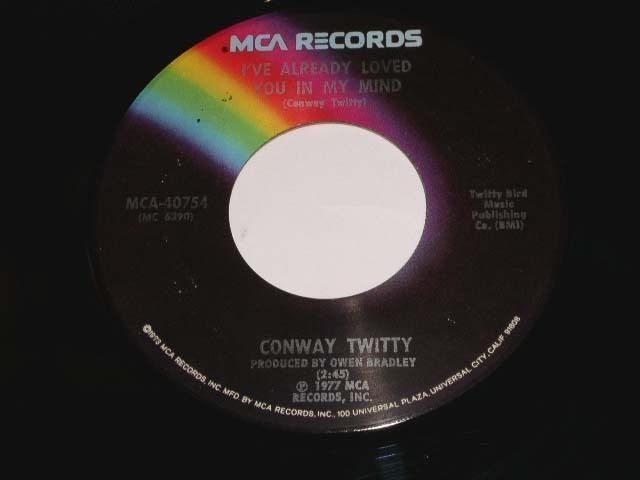 MCA RECORDS
I'VE ALREADY LOVED
YOU IN MY MIND
(Conway Twitty)
MCA-40754
(MC 6390)
Twitty Bird
Music
Publishing
Co. (BMI)
CONWAY TWITTY
PRODUCED BY OWEN BRADLEY
(2:45)
Ⓟ 1977 MCA
RECORDS, INC.
©1973 MCA RECORDS, INC. MFD BY MCA RECORDS, INC., 100 UNIVERSAL PLAZA, UNIVERSAL CITY, CALIF. 91608